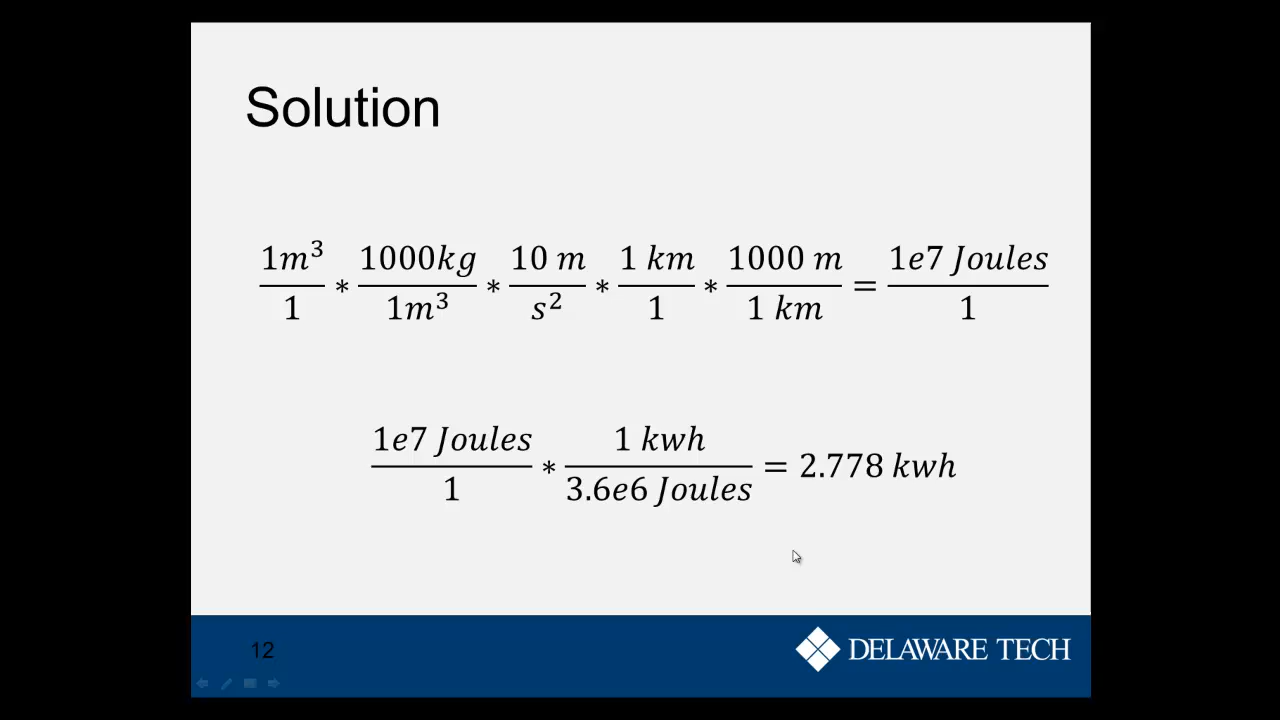 Solution
1m³/1 * 1000kg/1m³ * 10 m/s² * 1 km/1 * 1000 m/1 km = 1e7 Joules/1
1e7 Joules/1 * 1 kwh/3.6e6 Joules = 2.778 kwh
12
DELAWARE TECH